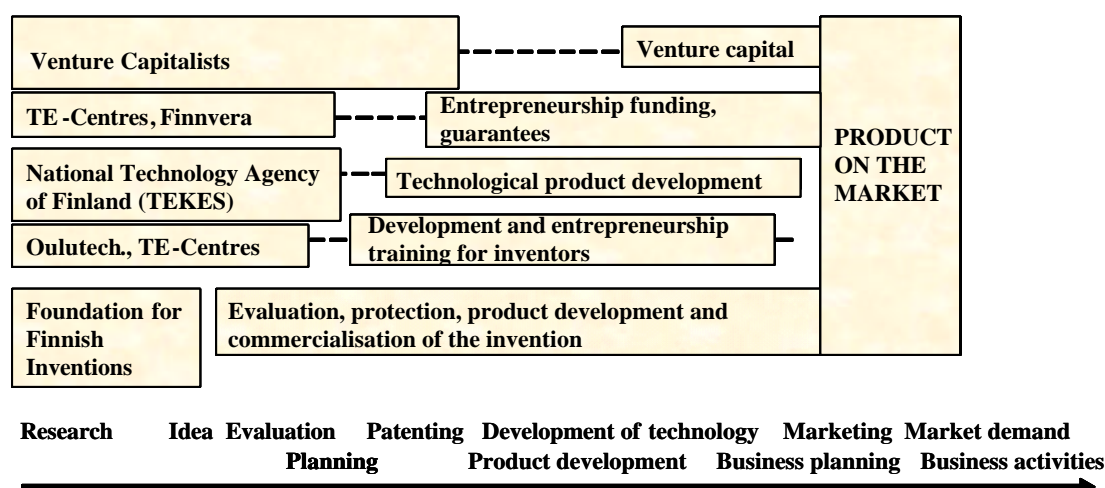 Venture Capitalists
Venture capital
TE-Centres, Finnvera
Entrepreneurship funding,
guarantees
PRODUCT
ON THE
MARKET
National Technology Agency
of Finland (TEKES)
Technological product development
Oulutech., TE-Centres
Development and entrepreneurship
training for inventors
Foundation for
Finnish
Inventions
Evaluation, protection, product development and
commercialisation of the invention
Research Idea Evaluation Patenting Development of technology Marketing Market demand
Planning Product development Business planning Business activities